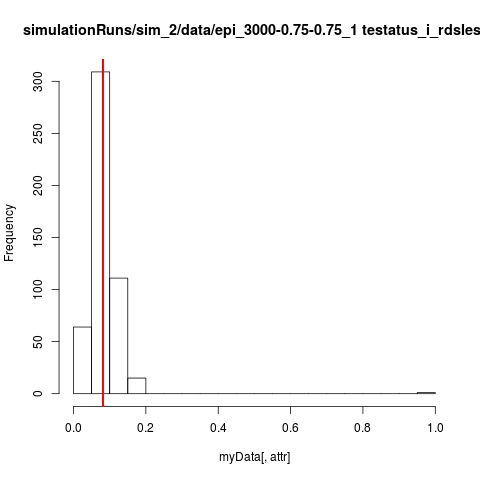 simulationRuns/sim_2/data/epi_3000-0.75-0.75_1 testatus_i_rdsles
Frequency
300
250
200
150
100
50
0
0.0 0.2 0.4 0.6 0.8 1.0
myData[, attr]